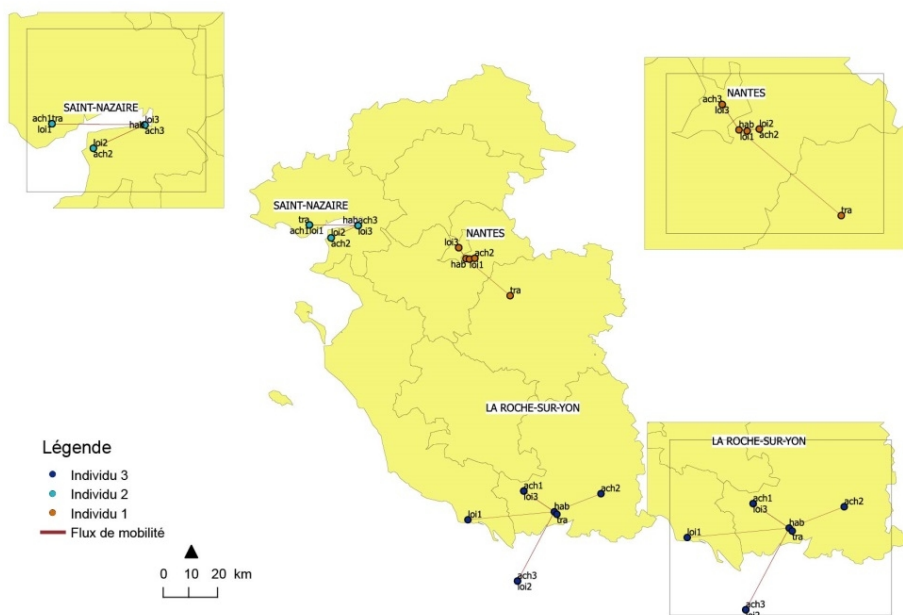 SAINT-NAZAIRE
ach1tra
loi1
loi3
hab
ach3
loi2
ach2
NANTES
ach3
loi3
hab
loi1
loi2
ach2
tra
SAINT-NAZAIRE
tra
ach1loi1
habach3
loi3
loi2
ach2
NANTES
loi3
ach2
hab
loi1
tra
LA ROCHE-SUR-YON
ach1
loi3
ach2
hab
tra
loi1
ach3
loi2
LA ROCHE-SUR-YON
ach1
loi3
ach2
hab
tra
loi1
ach3
loi2
Légende
Individu 3
Individu 2
Individu 1
Flux de mobilité
0 10 20 km